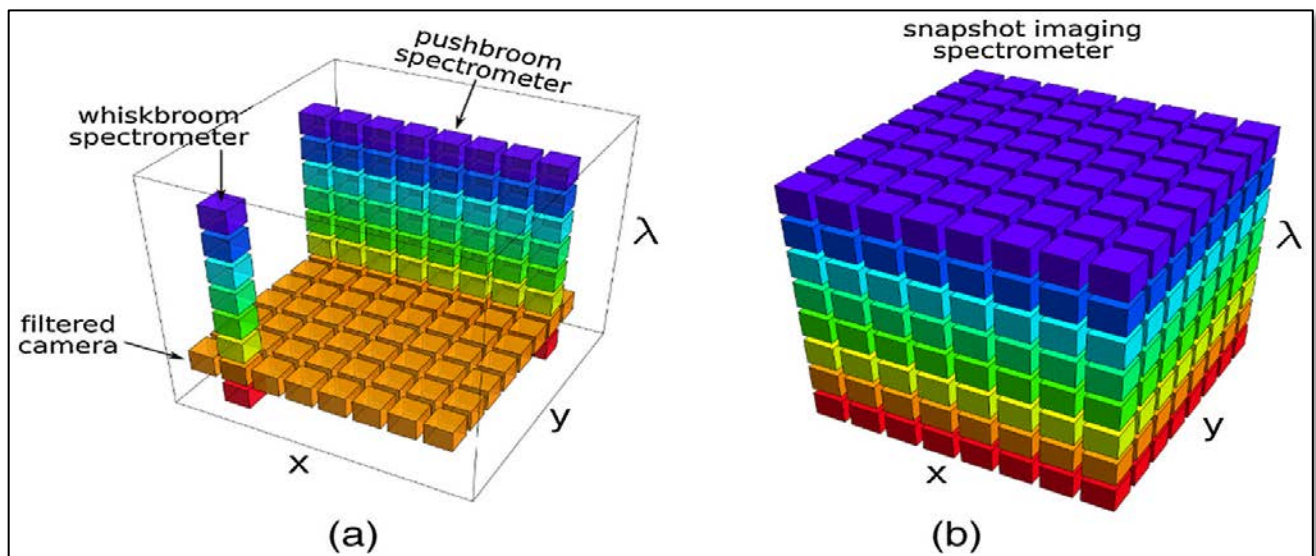 pushbroom
spectrometer
whiskbroom
spectrometer
λ
filtered
camera
y
x
(a)
snapshot imaging
spectrometer
λ
y
x
(b)